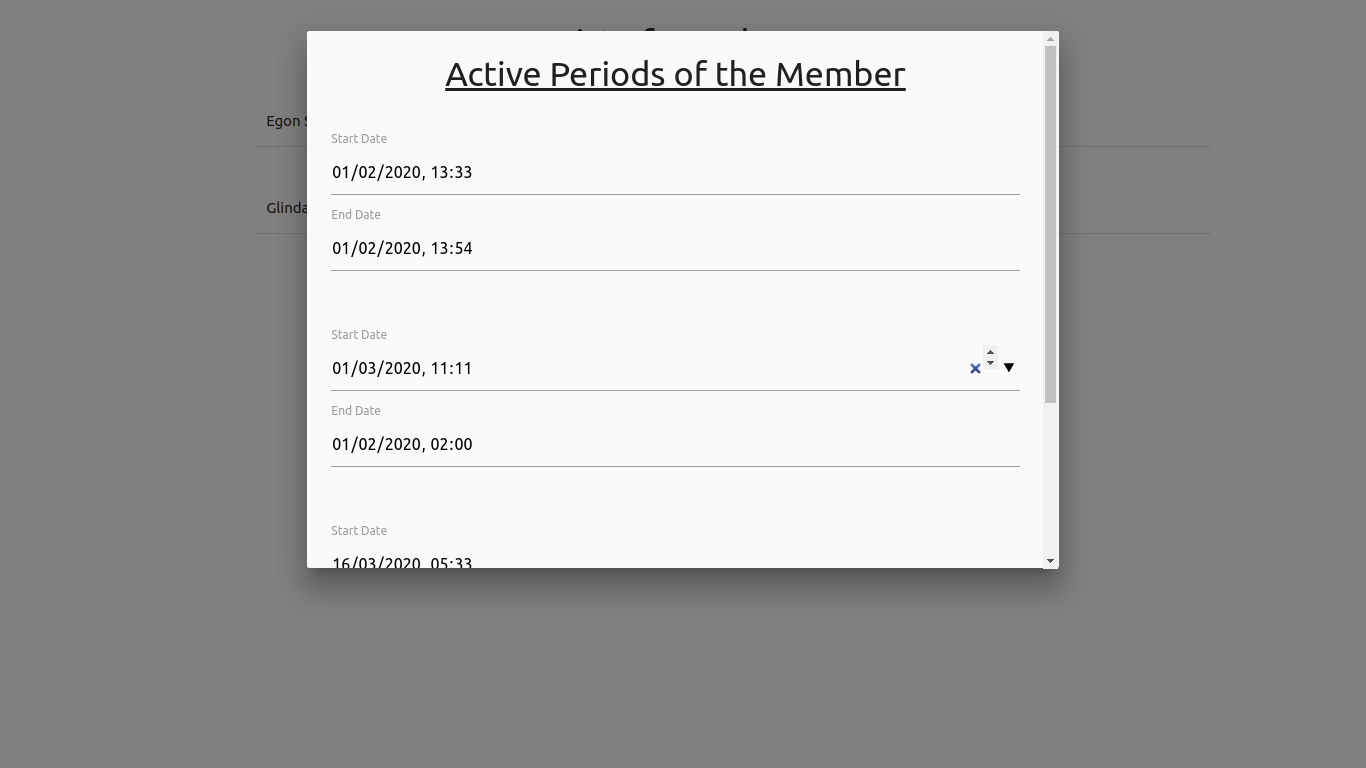 Active Periods of the Member
Egon
Start Date
01/02/2020, 13:33
End Date
Glinda
01/02/2020, 13:54
Start Date
01/03/2020, 11:11
End Date
01/02/2020, 02:00
Start Date
16/03/2020, 05:33